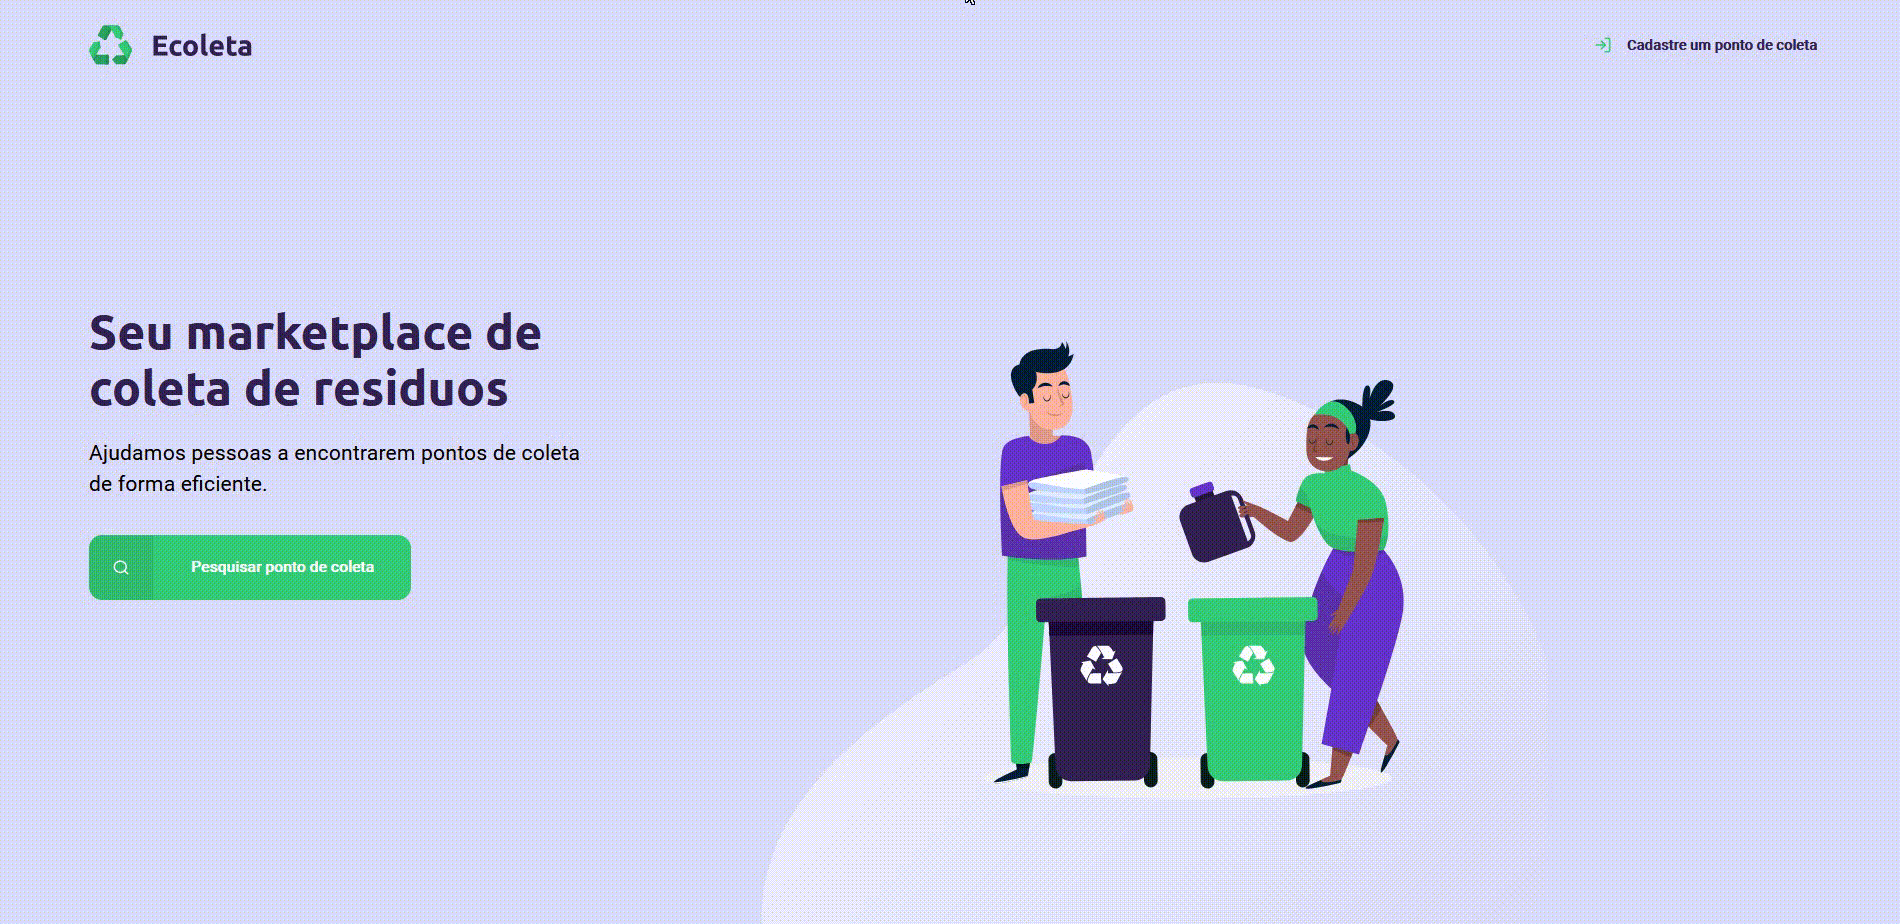 Ecoleta
Cadastre um ponto de coleta
Seu marketplace de
coleta de residuos
Ajudamos pessoas a encontrarem pontos de coleta
de forma eficiente.
Pesquisar ponto de coleta